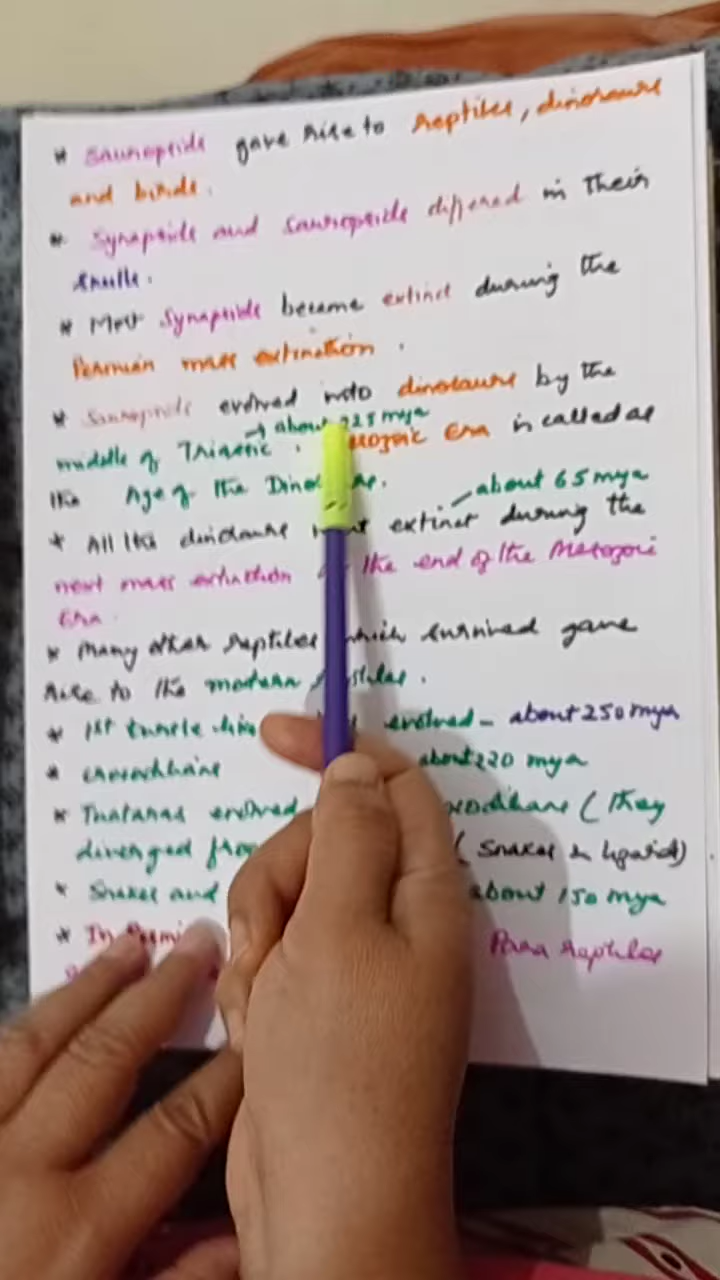 * Sauropsids gave rise to reptiles, dinosaurs
and birds.
* Synapsids and Sauropsids differed in their
skulls.
* Most Synapsids became extinct during the
Permian mass extinction.
* Sauropsids evolved into dinosaurs by the
→ about 225 mya
middle of Triassic. Era is called as
the Age of the
about 65 mya
* All the dinosaurs extinct during the
next mass extinction the end of the Mesozoic
Era.
* Many other reptiles which survived gave
rise to the modern
* 1st turtle evolved - about 250 mya
* about 220 mya
* evolved (They
diverged (Snakes &
* Snakes and about 150 mya
* In Para reptiles